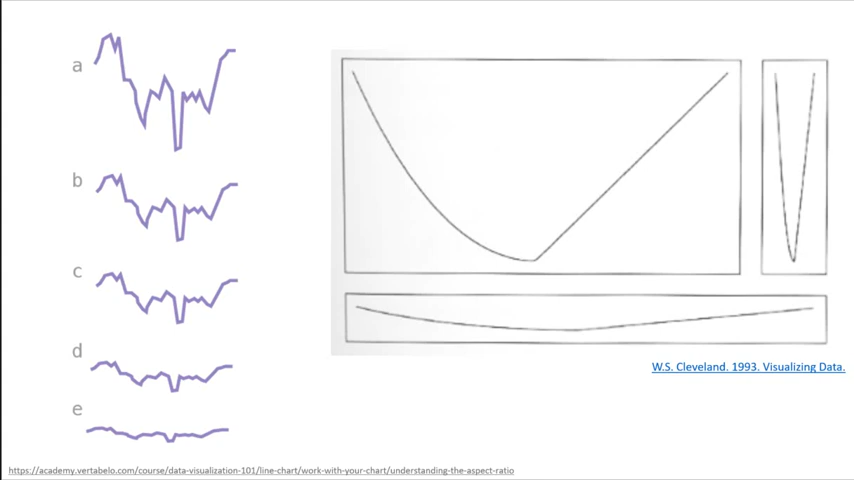 a
b
c
d
e
W.S. Cleveland. 1993. Visualizing Data.
https://academy.vertabelo.com/course/data-visualization-101/line-chart/work-with-your-chart/understanding-the-aspect-ratio